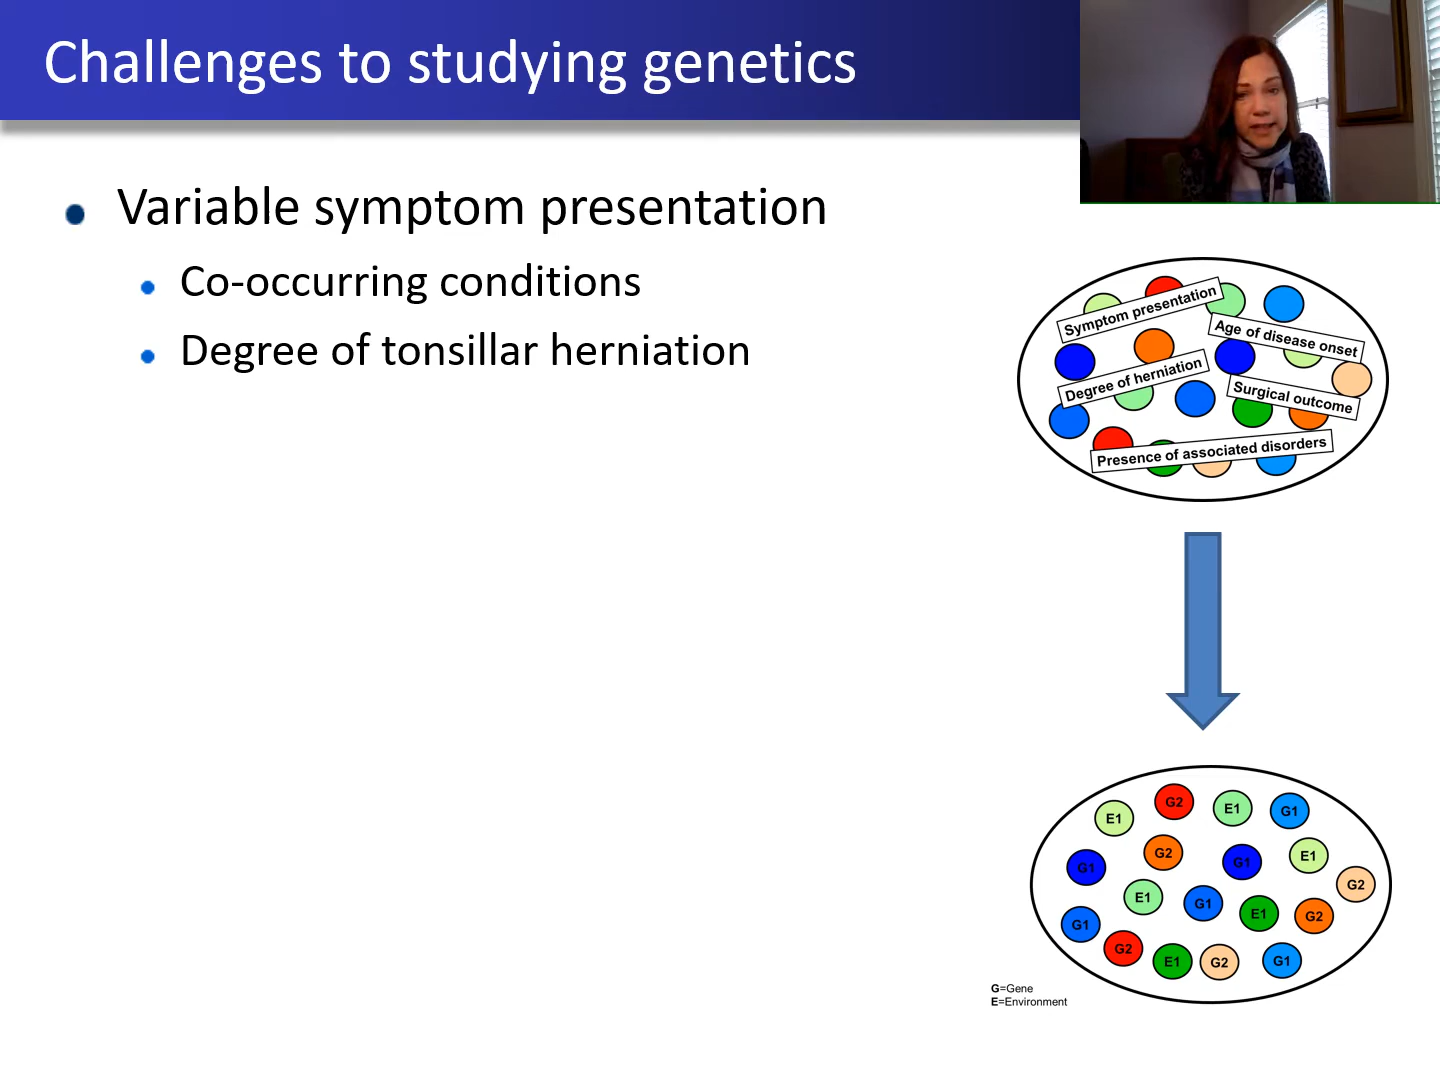 Challenges to studying genetics
Variable symptom presentation
Co-occurring conditions
Degree of tonsillar herniation
Symptom presentation
Age of disease onset
Degree of herniation
Surgical outcome
Presence of associated disorders
E1
G2
E1
G1
G1
G2
G1
E1
G2
E1
G1
E1
G2
G1
G2
E1
G2
G1
G=Gene
E=Environment